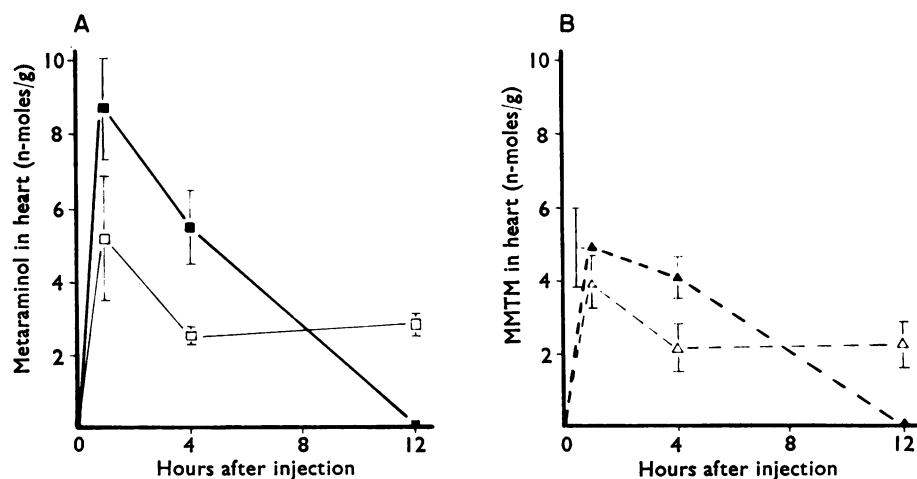 A
Metaraminol in heart (n-moles/g)
10
8
6
4
2
0 4 8 12
Hours after injection
B
MMTM in heart (n-moles/g)
10
8
6
4
2
0 4 8 12
Hours after injection